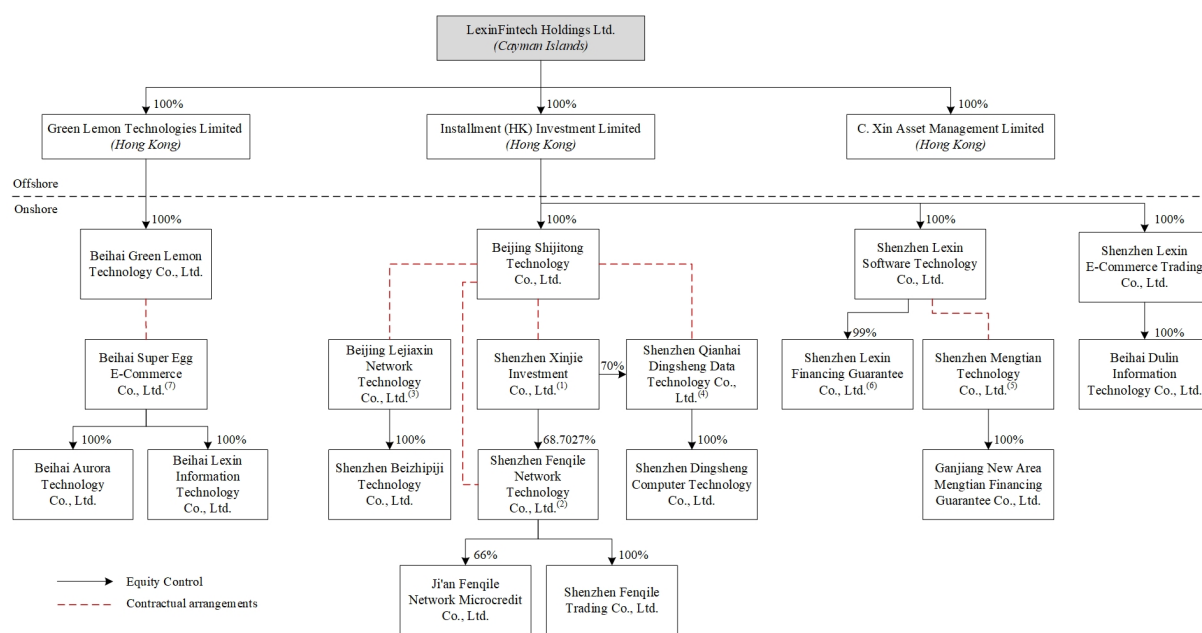 LexinFintech Holdings Ltd.
(Cayman Islands)
100%
100%
100%
Green Lemon Technologies Limited
(Hong Kong)
Installment (HK) Investment Limited
(Hong Kong)
C. Xin Asset Management Limited
(Hong Kong)
Offshore
Onshore
100%
100%
100%
100%
Beihai Green Lemon
Technology Co., Ltd.
Beijing Shijitong
Technology
Co., Ltd.
Shenzhen Lexin
Software Technology
Co., Ltd.
Shenzhen Lexin
E-Commerce Trading
Co., Ltd.
99%
100%
Beihai Super Egg
E-Commerce
Co., Ltd.(7)
Beijing Lejiaxin
Network
Technology
Co., Ltd.(3)
Shenzhen Xinjie
Investment
Co., Ltd.(1)
70%
Shenzhen Qianhai
Dingsheng Data
Technology Co.,
Ltd.(4)
Shenzhen Lexin
Financing Guarantee
Co., Ltd.(6)
Shenzhen Mengtian
Technology
Co., Ltd.(5)
Beihai Dulin
Information
Technology Co., Ltd.
100%
100%
100%
68.7027%
100%
100%
Beihai Aurora
Technology
Co., Ltd.
Beihai Lexin
Information
Technology
Co., Ltd.
Shenzhen Beizhipiji
Technology
Co., Ltd.
Shenzhen Fenqile
Network
Technology
Co., Ltd.(2)
Shenzhen Dingsheng
Computer Technology
Co., Ltd.
Ganjiang New Area
Mengtian Financing
Guarantee Co., Ltd.
66%
100%
Ji'an Fenqile
Network Microcredit
Co., Ltd.
Shenzhen Fenqile
Trading Co., Ltd.
Equity Control
Contractual arrangements